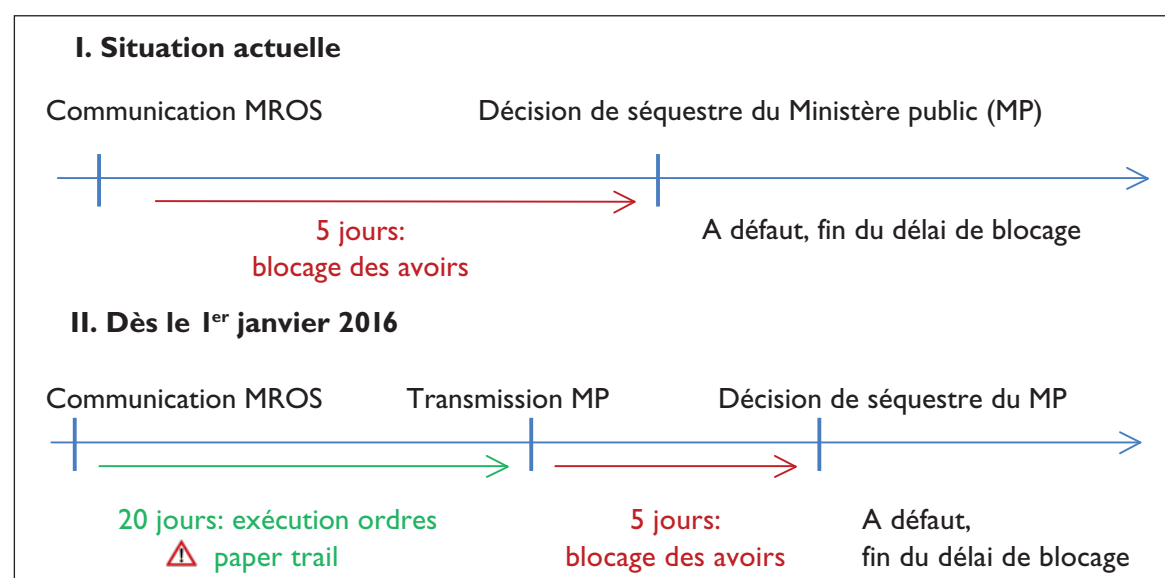 I. Situation actuelle
Communication MROS Décision de séquestre du Ministère public (MP)
5 jours: A défaut, fin du délai de blocage
blocage des avoirs
II. Dès le 1er janvier 2016
Communication MROS Transmission MP Décision de séquestre du MP
20 jours: exécution ordres 5 jours: A défaut,
paper trail blocage des avoirs fin du délai de blocage